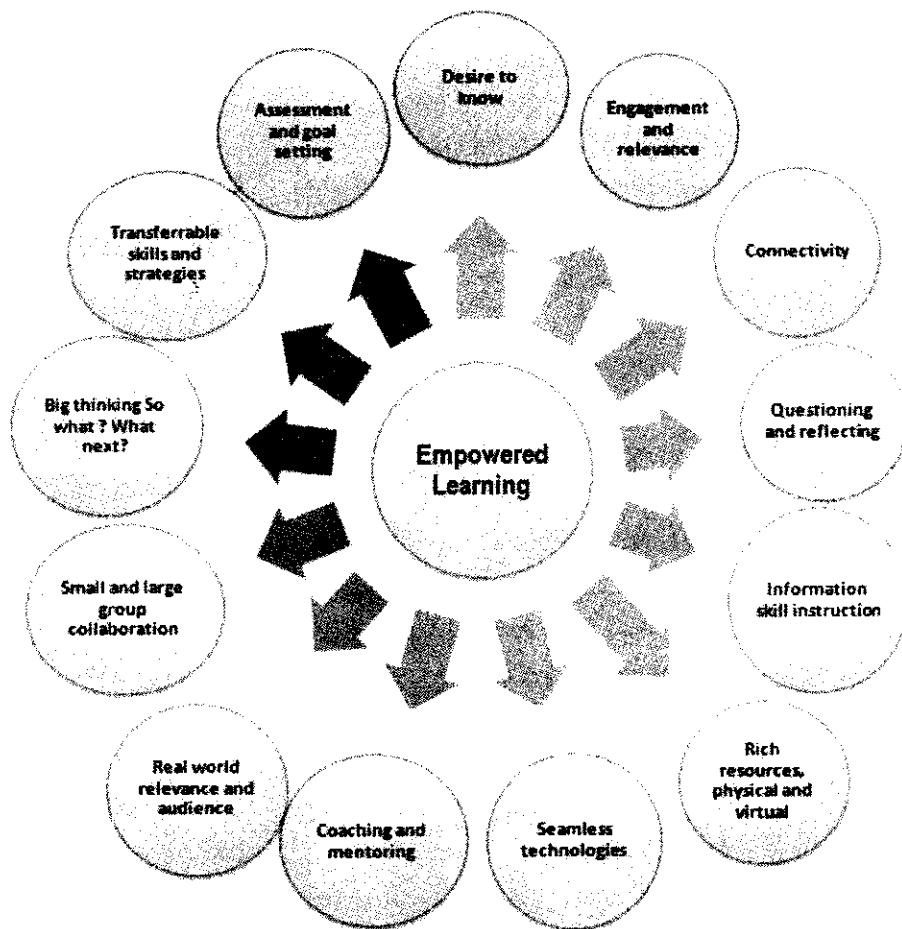 Desire to
know
Engagement
and
relevance
Connectivity
Questioning
and reflecting
Information
skill instruction
Rich
resources,
physical and
virtual
Seamless
technologies
Coaching and
mentoring
Real world
relevance and
audience
Small and large
group
collaboration
Big thinking So
what ? What
next?
Transferrable
skills and
strategies
Assessment
and goal
setting
Empowered
Learning